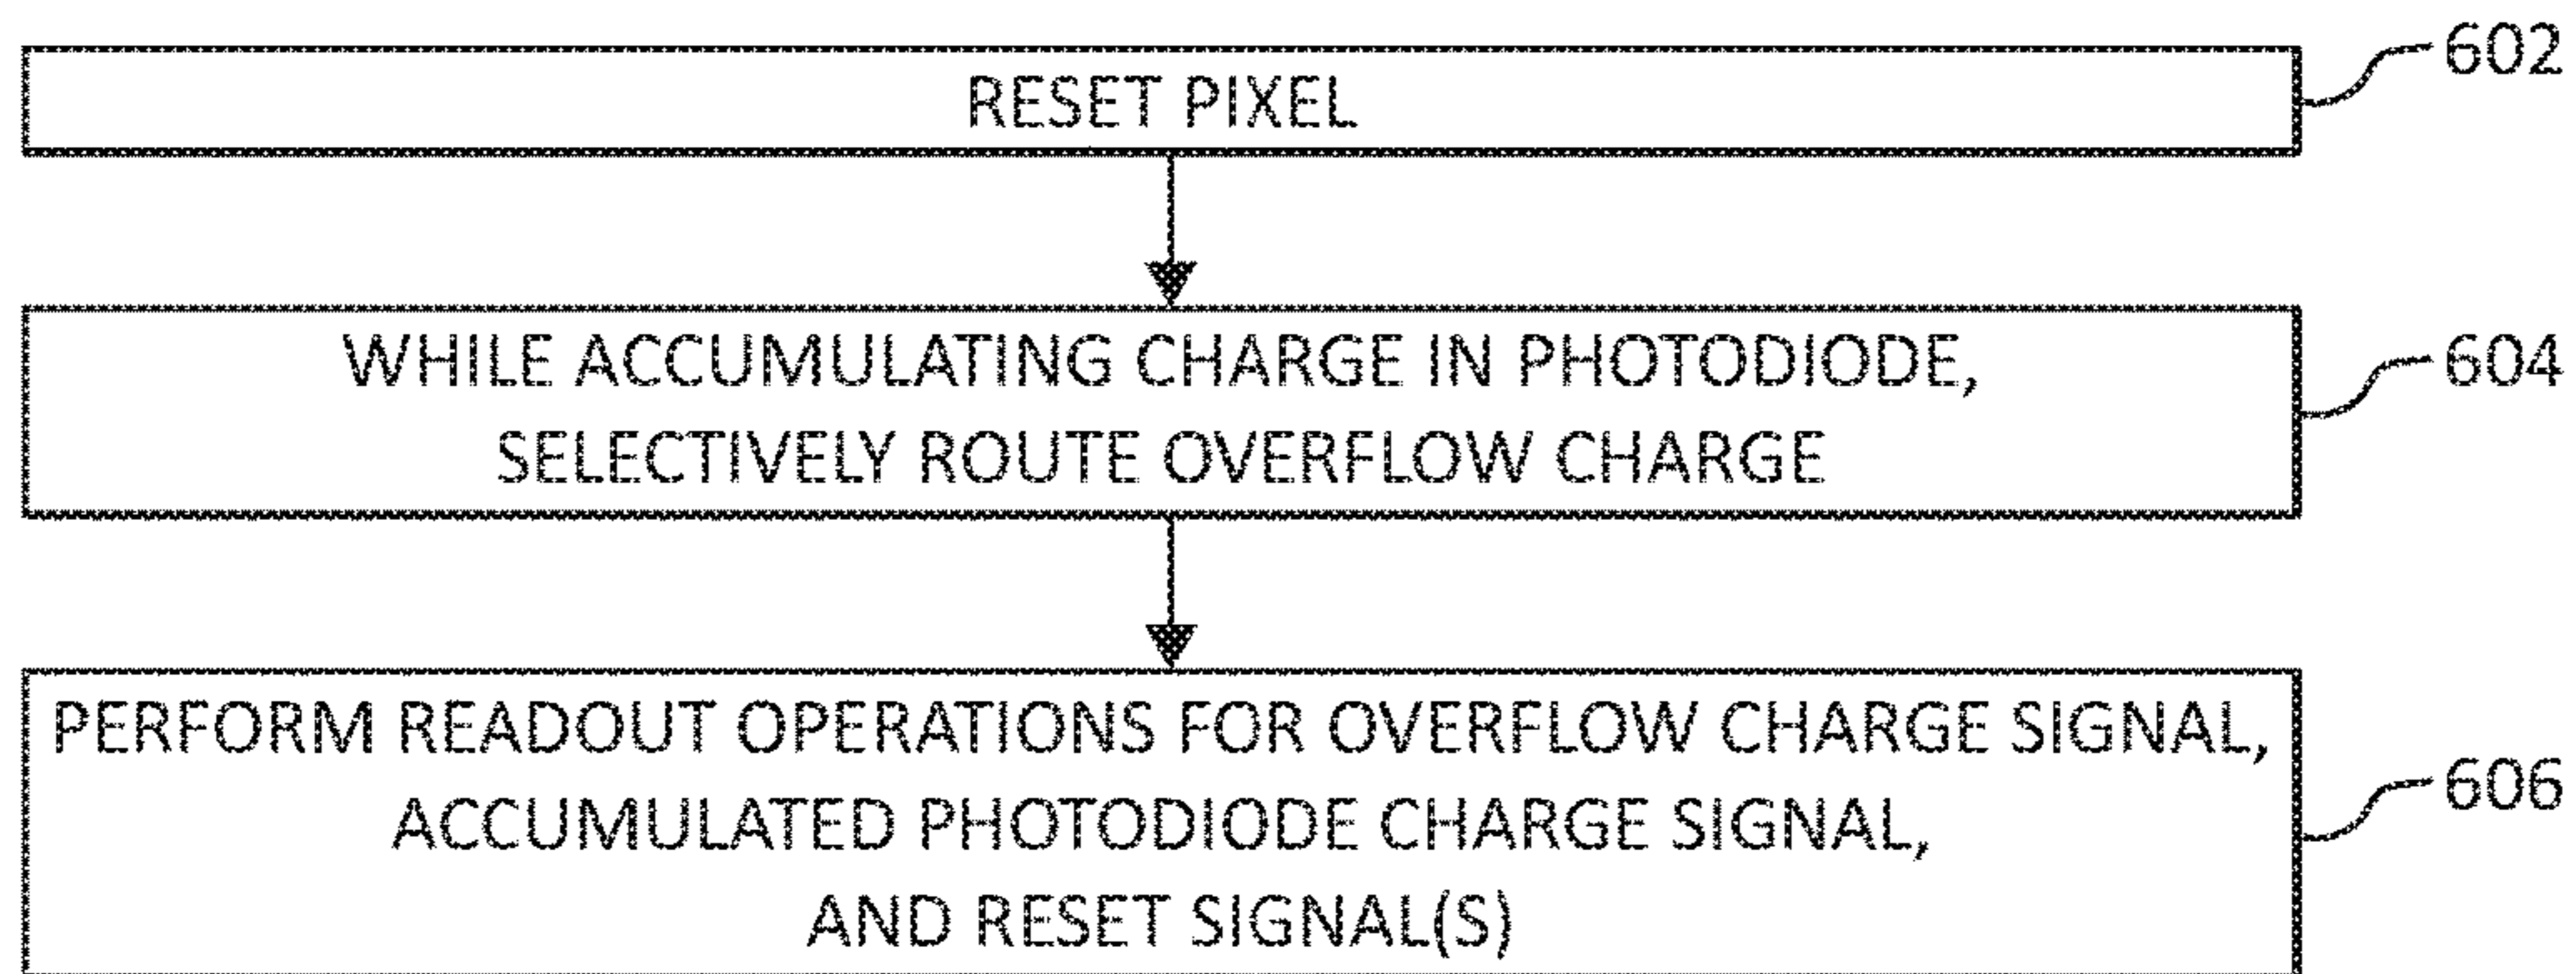 RESET PIXEL
602
WHILE ACCUMULATING CHARGE IN PHOTODIODE,
SELECTIVELY ROUTE OVERFLOW CHARGE
604
PERFORM READOUT OPERATIONS FOR OVERFLOW CHARGE SIGNAL,
ACCUMULATED PHOTODIODE CHARGE SIGNAL,
AND RESET SIGNAL(S)
606